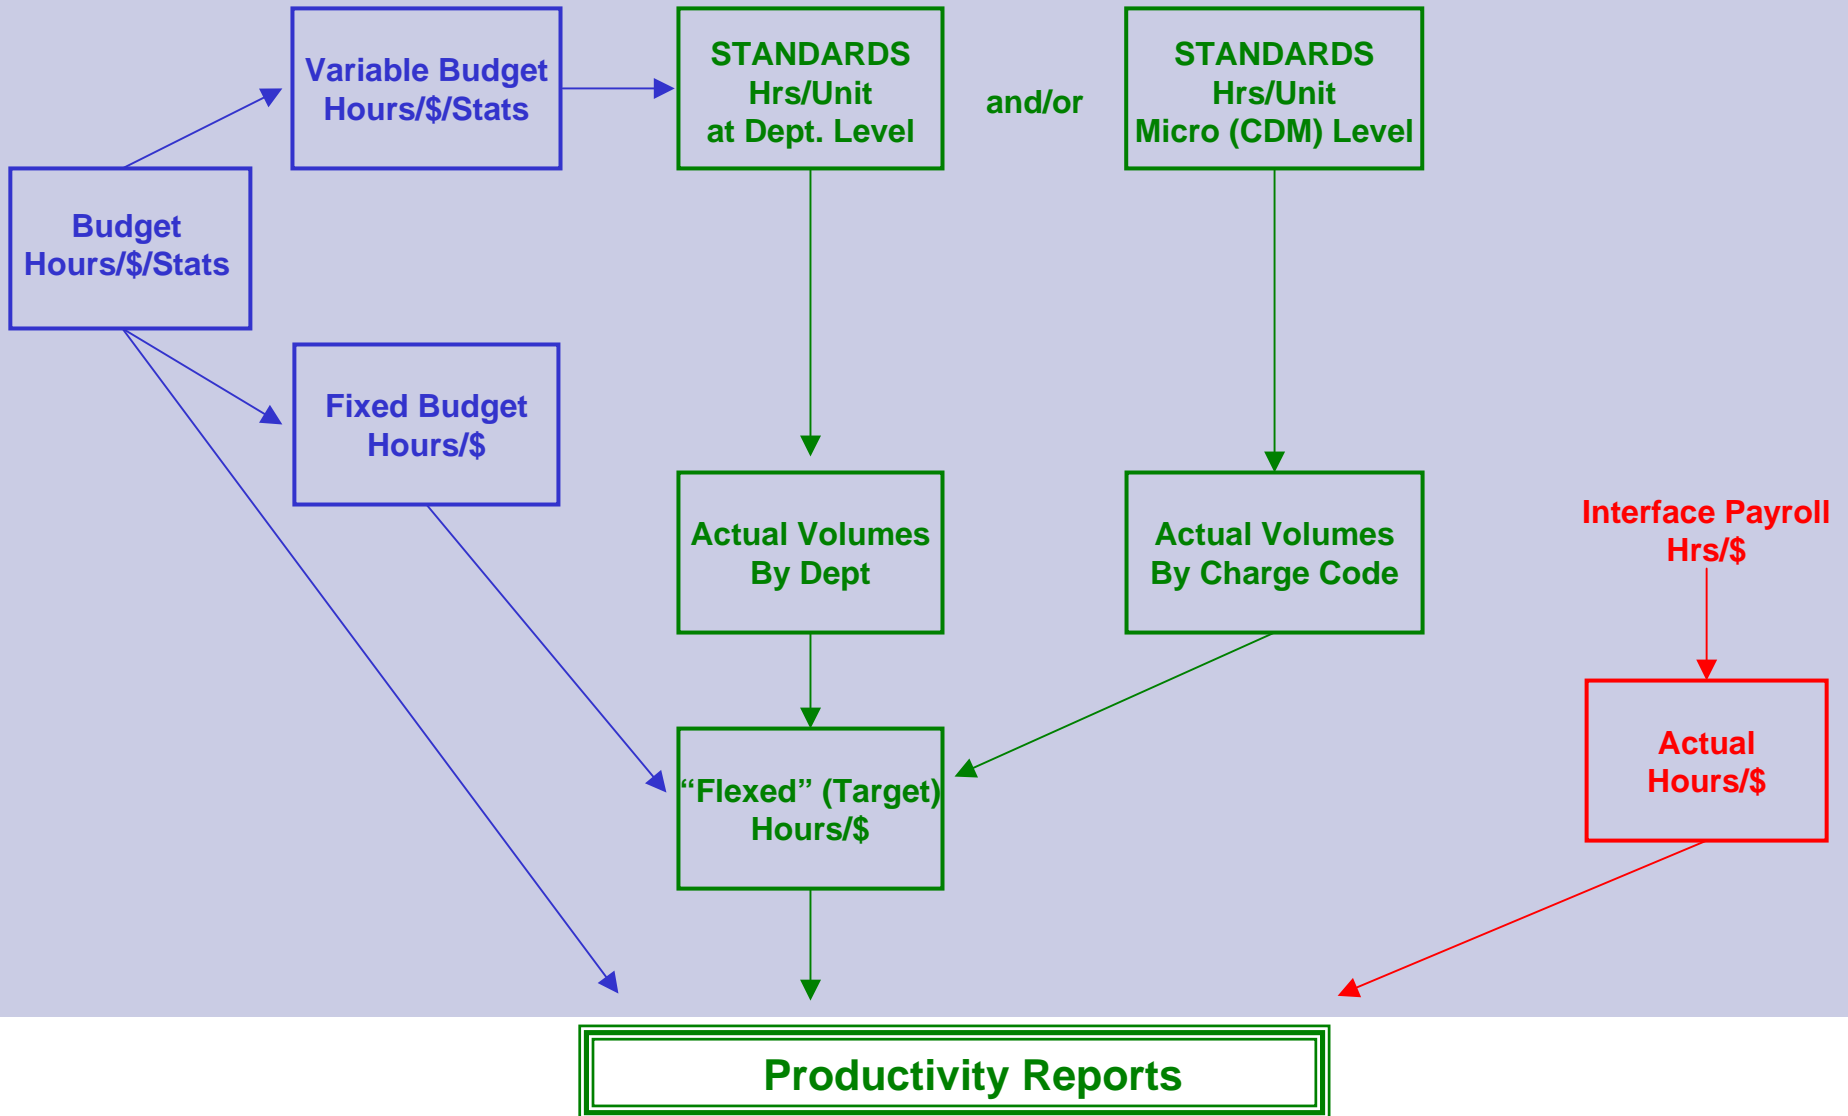 Variable Budget
Hours/$/Stats
STANDARDS
Hrs/Unit
at Dept. Level
and/or
STANDARDS
Hrs/Unit
Micro (CDM) Level
Budget
Hours/$/Stats
Fixed Budget
Hours/$
Actual Volumes
By Dept
Actual Volumes
By Charge Code
Interface Payroll
Hrs/$
“Flexed” (Target)
Hours/$
Actual
Hours/$
Productivity Reports